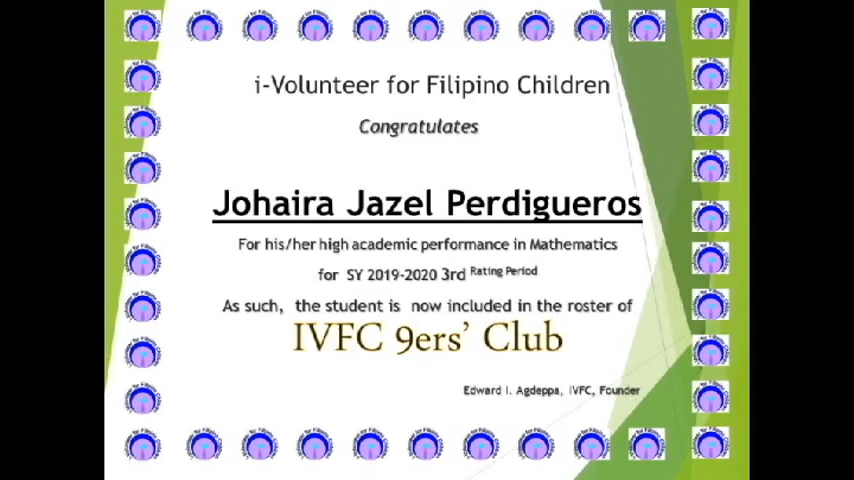 i-Volunteer for Filipino Children
Congratulates
Johaira Jazel Perdigueros
For his/her high academic performance in Mathematics
for SY 2019-2020 3rd Rating Period
As such, the student is now included in the roster of
IVFC 9ers' Club
Edward I. Agdeppa, IVFC, Founder